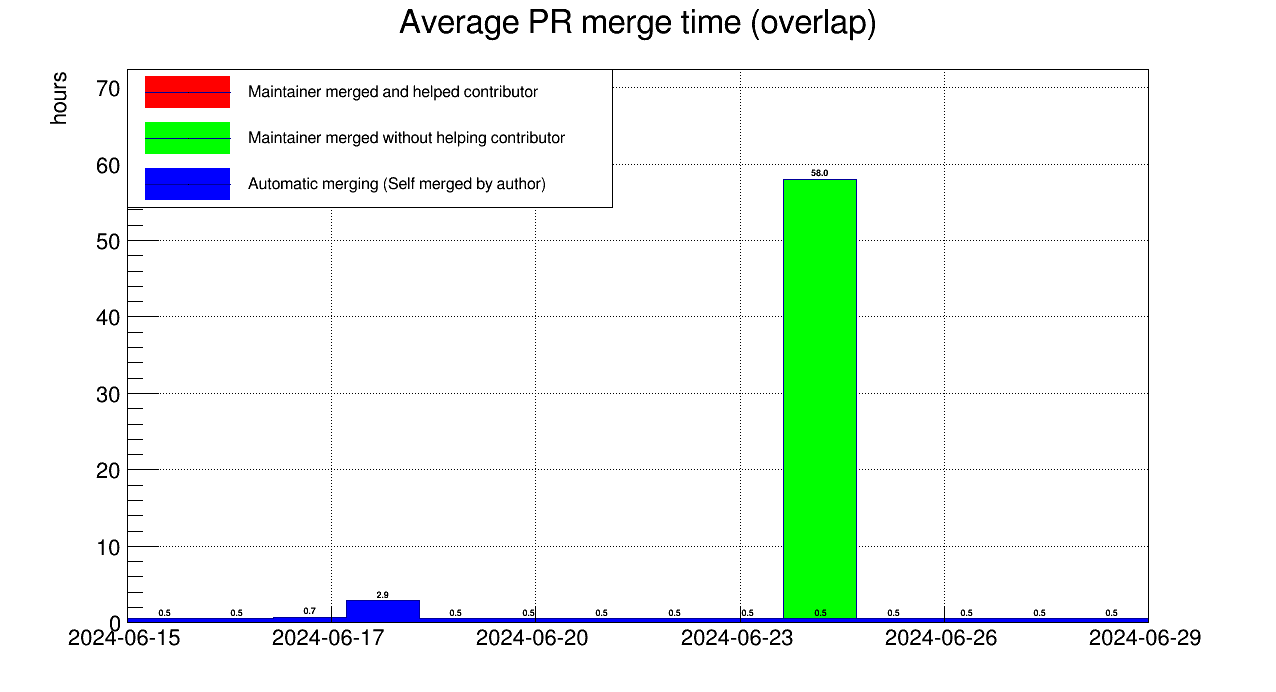 Average PR merge time (overlap)
hours
70
60
50
40
30
20
10
0
Maintainer merged and helped contributor
Maintainer merged without helping contributor
Automatic merging (Self merged by author)
58.0
0.5 0.5 0.7 2.9 0.5 0.5 0.5 0.5 0.5 0.5 0.5 0.5 0.5 0.5
2024-06-15 2024-06-17 2024-06-20 2024-06-23 2024-06-26 2024-06-29